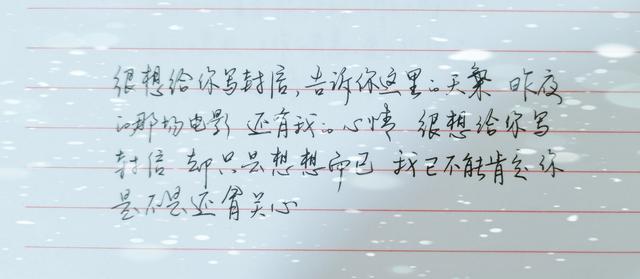 很想给你写封信,告诉你这里的天气 昨夜
的那场电影 还有我的心情 很想给你写
封信 却只是想想而已 我已不能肯定你
是不是还有关心